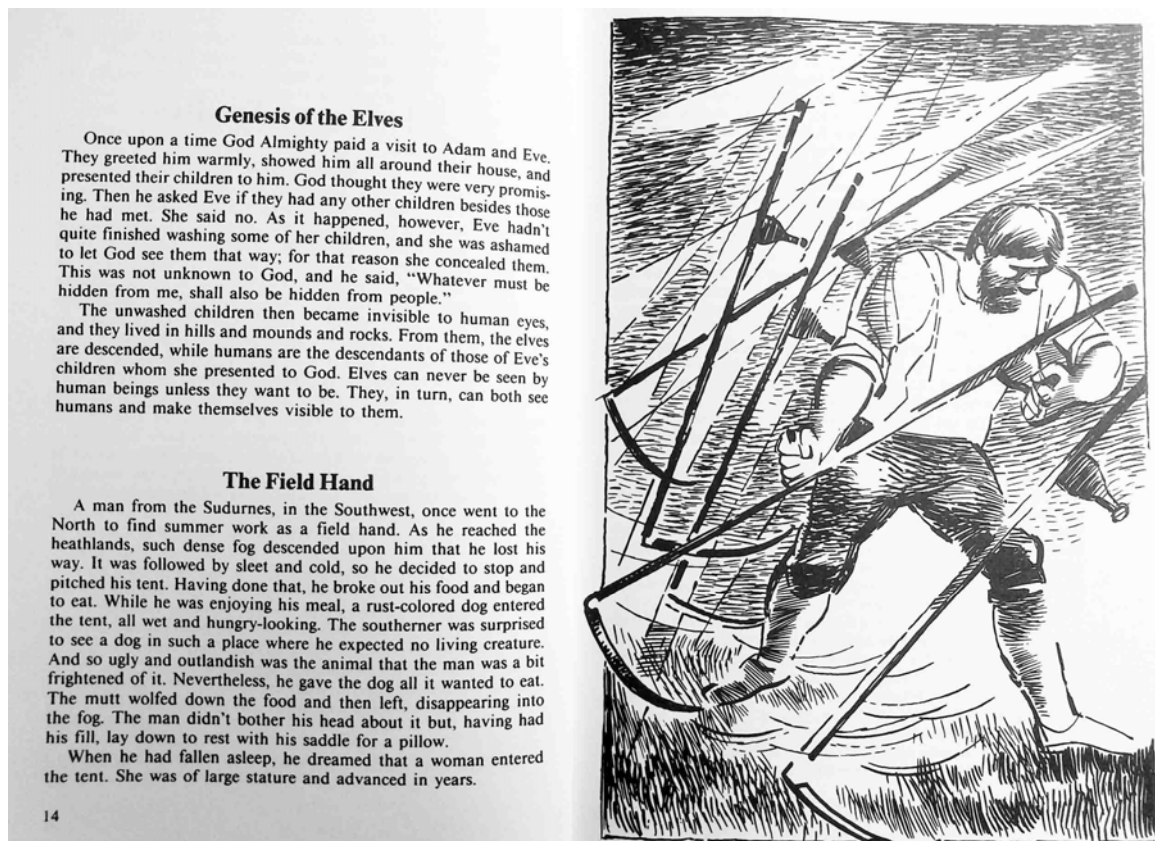 Genesis of the Elves
Once upon a time God Almighty paid a visit to Adam and Eve.
They greeted him warmly, showed him all around their house, and
presented their children to him. God thought they were very promis-
ing. Then he asked Eve if they had any other children besides those
he had met. She said no. As it happened, however, Eve hadn't
quite finished washing some of her children, and she was ashamed
to let God see them that way; for that reason she concealed them.
This was not unknown to God, and he said, "Whatever must be
hidden from me, shall also be hidden from people."
The unwashed children then became invisible to human eyes,
and they lived in hills and mounds and rocks. From them, the elves
are descended, while humans are the descendants of those of Eve's
children whom she presented to God. Elves can never be seen by
human beings unless they want to be. They, in turn, can both see
humans and make themselves visible to them.
The Field Hand
A man from the Sudurnes, in the Southwest, once went to the
North to find summer work as a field hand. As he reached the
heathlands, such dense fog descended upon him that he lost his
way. It was followed by sleet and cold, so he decided to stop and
pitched his tent. Having done that, he broke out his food and began
to eat. While he was enjoying his meal, a rust-colored dog entered
the tent, all wet and hungry-looking. The southerner was surprised
to see a dog in such a place where he expected no living creature.
And so ugly and outlandish was the animal that the man was a bit
frightened of it. Nevertheless, he gave the dog all it wanted to eat.
The mutt wolfed down the food and then left, disappearing into
the fog. The man didn't bother his head about it but, having had
his fill, lay down to rest with his saddle for a pillow.
When he had fallen asleep, he dreamed that a woman entered
the tent. She was of large stature and advanced in years.
14